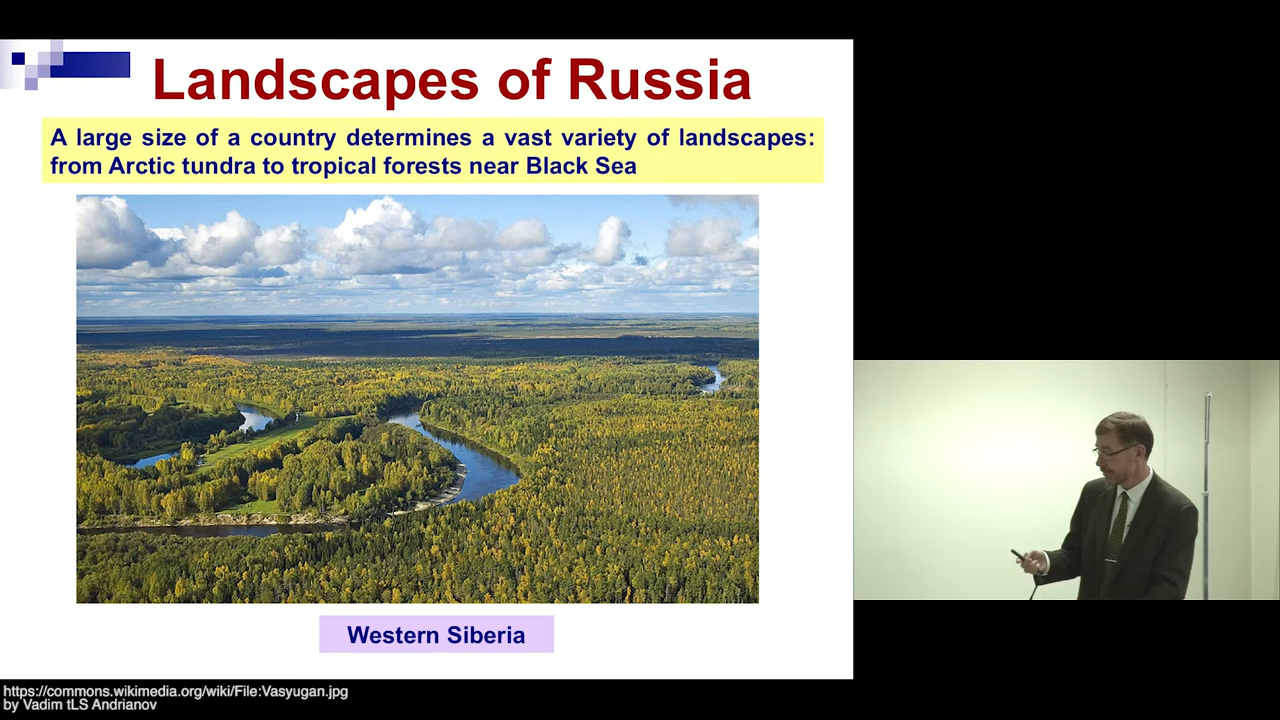 Landscapes of Russia
A large size of a country determines a vast variety of landscapes:
from Arctic tundra to tropical forests near Black Sea
Western Siberia
https://commons.wikimedia.org/wiki/File:Vasyugan.jpg
by Vadim tLS Andrianov